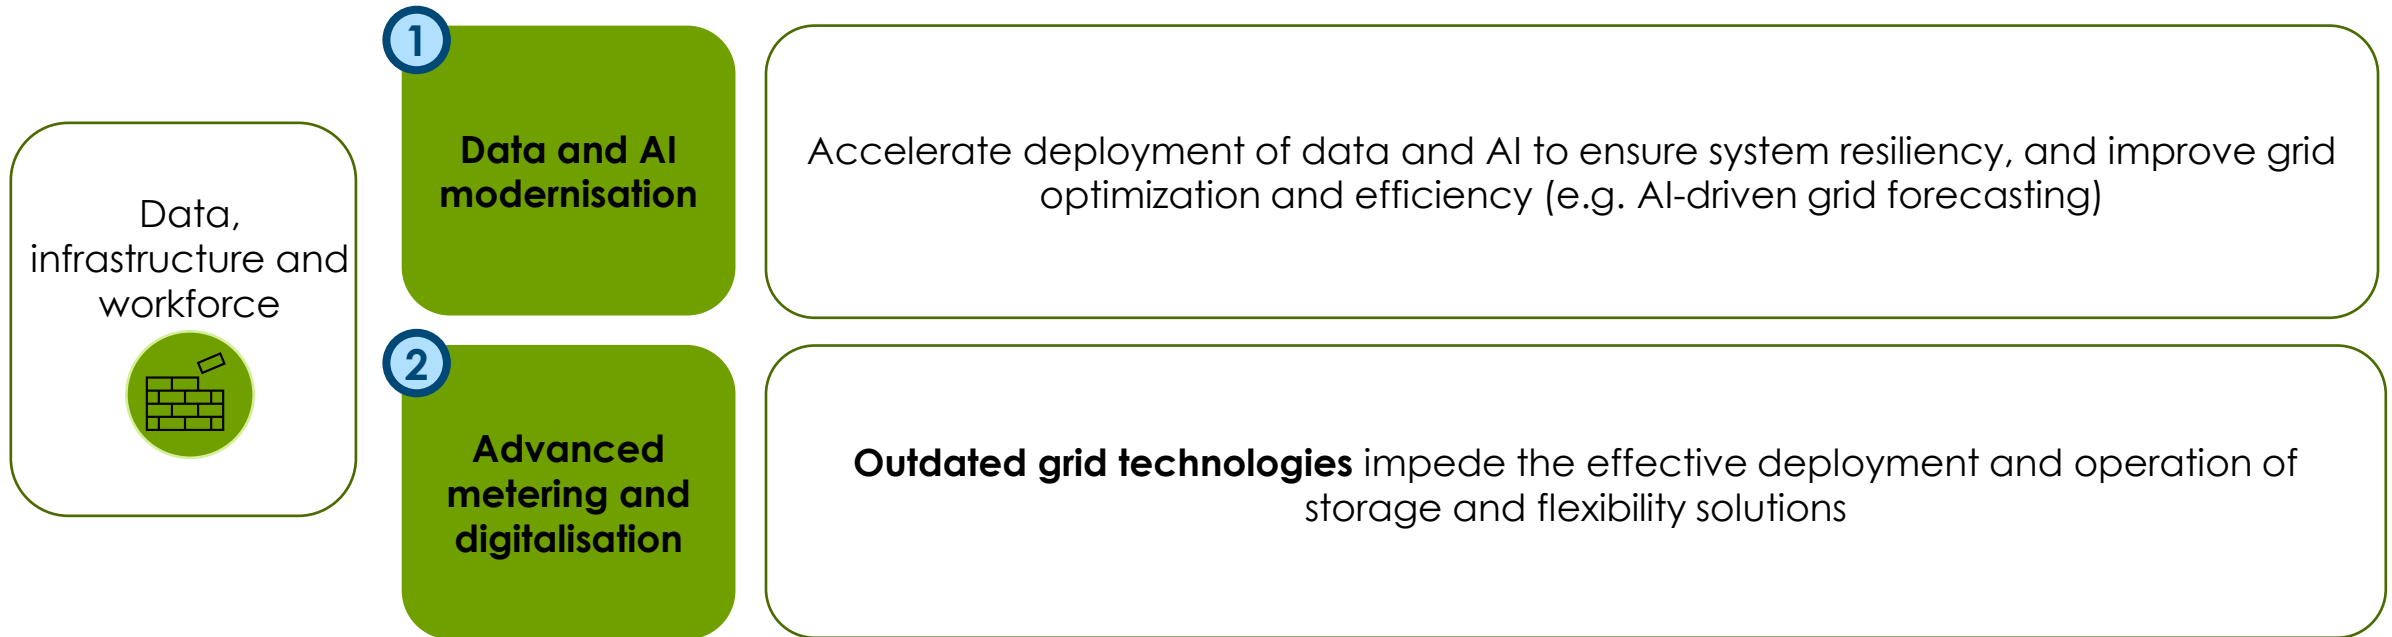 Data,
infrastructure and
workforce
1
Data and AI
modernisation
Accelerate deployment of data and AI to ensure system resiliency, and improve grid
optimization and efficiency (e.g. AI-driven grid forecasting)
2
Advanced
metering and
digitalisation
Outdated grid technologies impede the effective deployment and operation of
storage and flexibility solutions